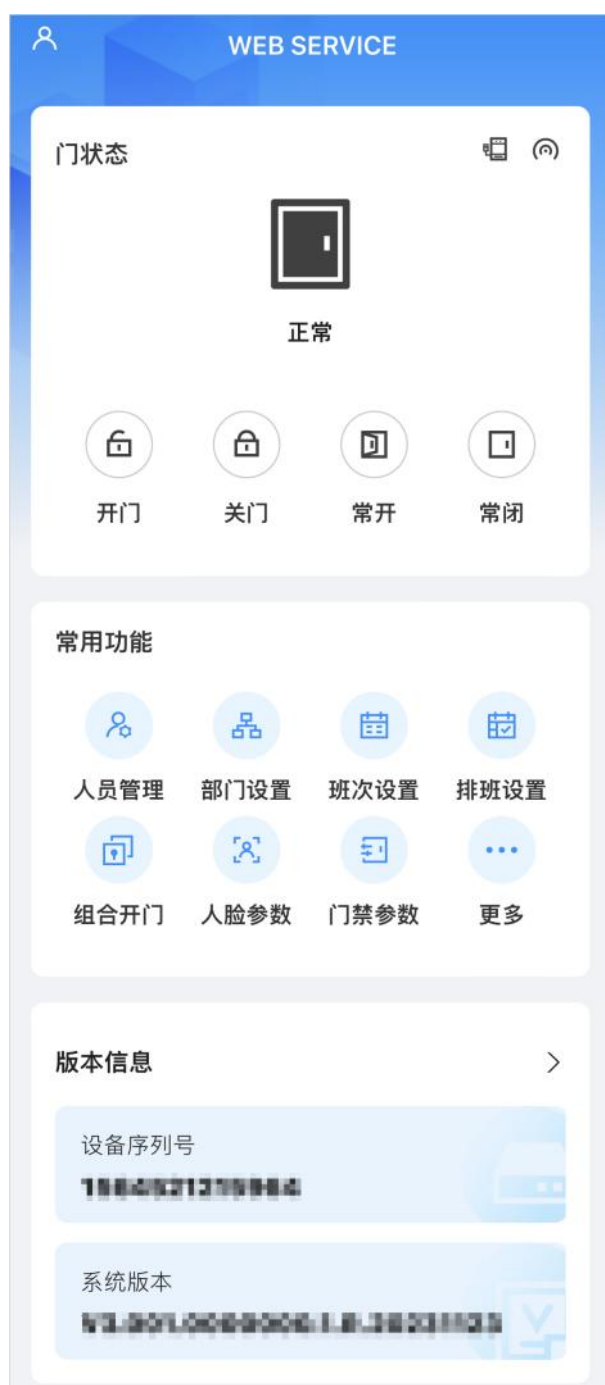 WEB SERVICE
门状态
正常
开门 关门 常开 常闭
常用功能
人员管理 部门设置 班次设置 排班设置
组合开门 人脸参数 门禁参数 更多
版本信息
设备序列号
系统版本